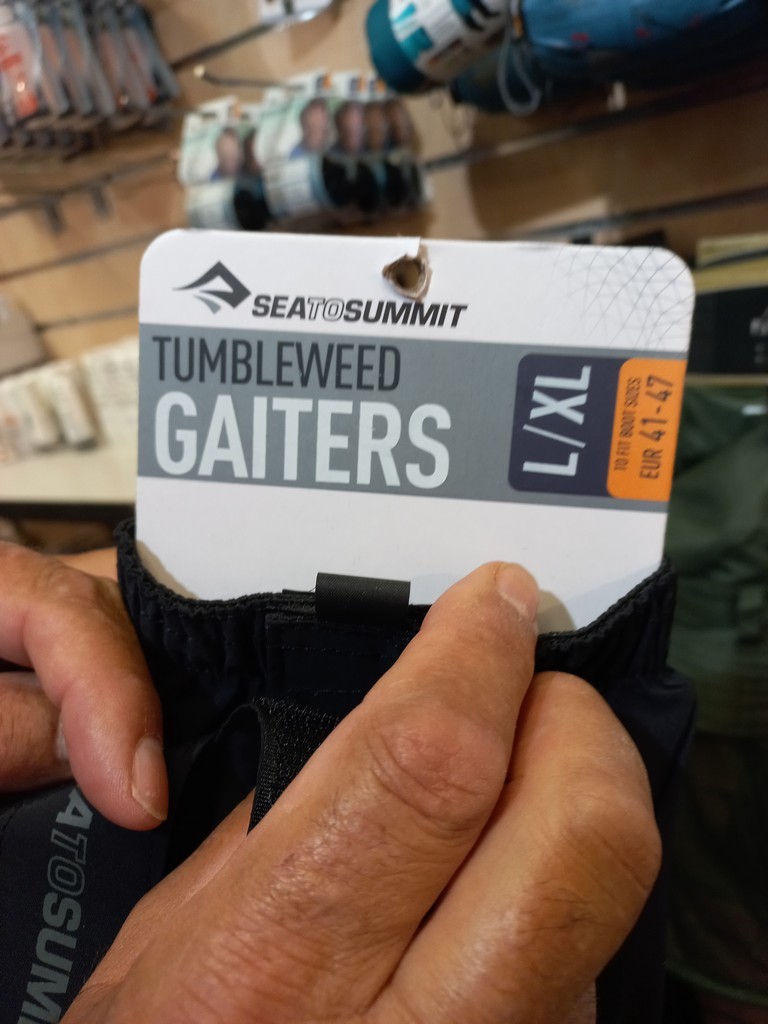 SEATOSUMMIT
TUMBLEWEED
GAITERS
L/XL
TO FIT BOOT SIZES
EUR 41-47
ATOSUMM